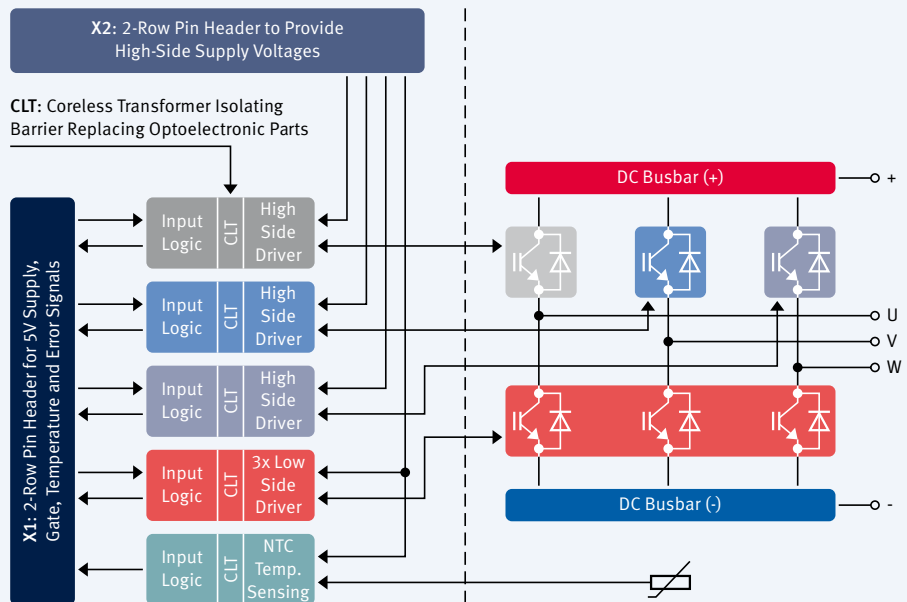 X2: 2-Row Pin Header to Provide
High-Side Supply Voltages
CLT: Coreless Transformer Isolating
Barrier Replacing Optoelectronic Parts
X1: 2-Row Pin Header for 5V Supply,
Gate, Temperature and Error Signals
Input
Logic
CLT
High
Side
Driver
Input
Logic
CLT
High
Side
Driver
Input
Logic
CLT
High
Side
Driver
Input
Logic
CLT
3x Low
Side
Driver
Input
Logic
CLT
NTC
Temp.
Sensing
DC Busbar (+)
+
U
V
W
DC Busbar (-)
-